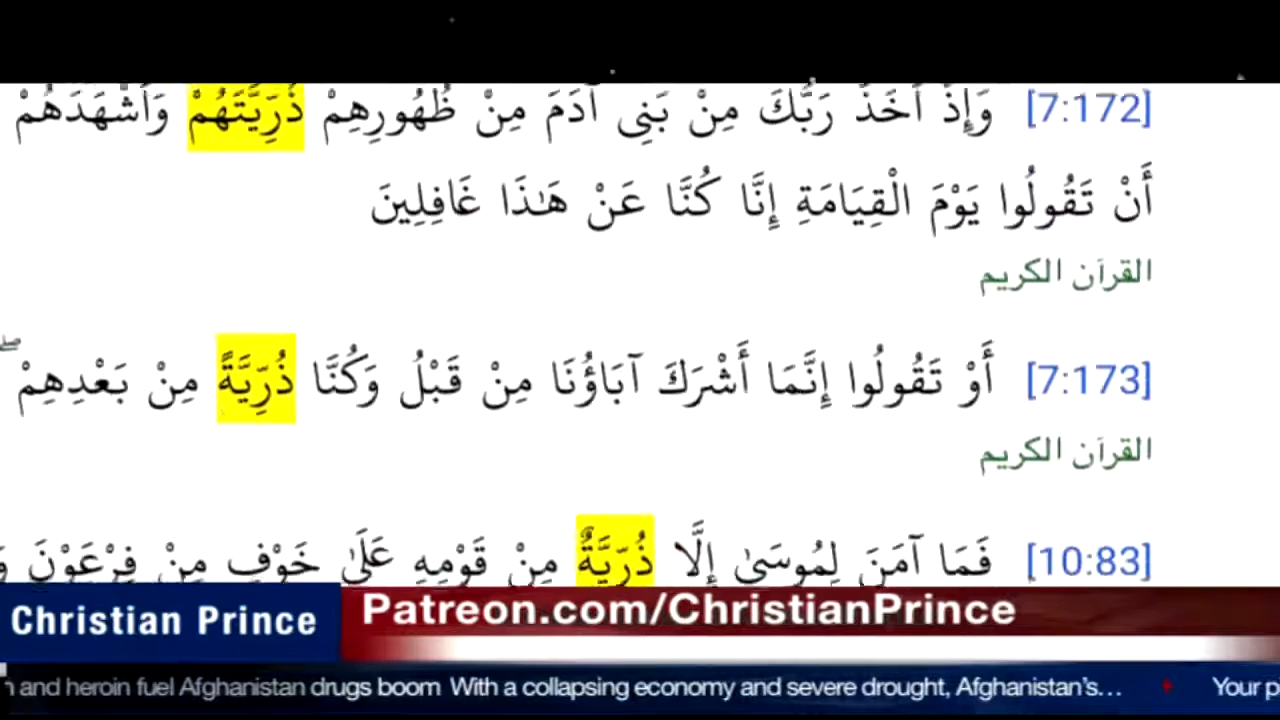 [7:172] وَإِذْ أَخَذَ رَبُّكَ مِنْ بَنِي آدَمَ مِنْ ظُهُورِهِمْ ذُرِّيَّتَهُمْ وَأَشْهَدَهُمْ
أَنْ تَقُولُوا يَوْمَ الْقِيَامَةِ إِنَّا كُنَّا عَنْ هَٰذَا غَافِلِينَ
القرآن الكريم
[7:173] أَوْ تَقُولُوا إِنَّمَا أَشْرَكَ آبَاؤُنَا مِنْ قَبْلُ وَكُنَّا ذُرِّيَّةً مِنْ بَعْدِهِمْ ۖ
القرآن الكريم
[10:83] فَمَا آمَنَ لِمُوسَىٰ إِلَّا ذُرِّيَّةٌ مِنْ قَوْمِهِ عَلَىٰ خَوْفٍ مِنْ فِرْعَوْنَ
Christian Prince
Patreon.com/ChristianPrince
and heroin fuel Afghanistan drugs boom With a collapsing economy and severe drought, Afghanistan's... Your